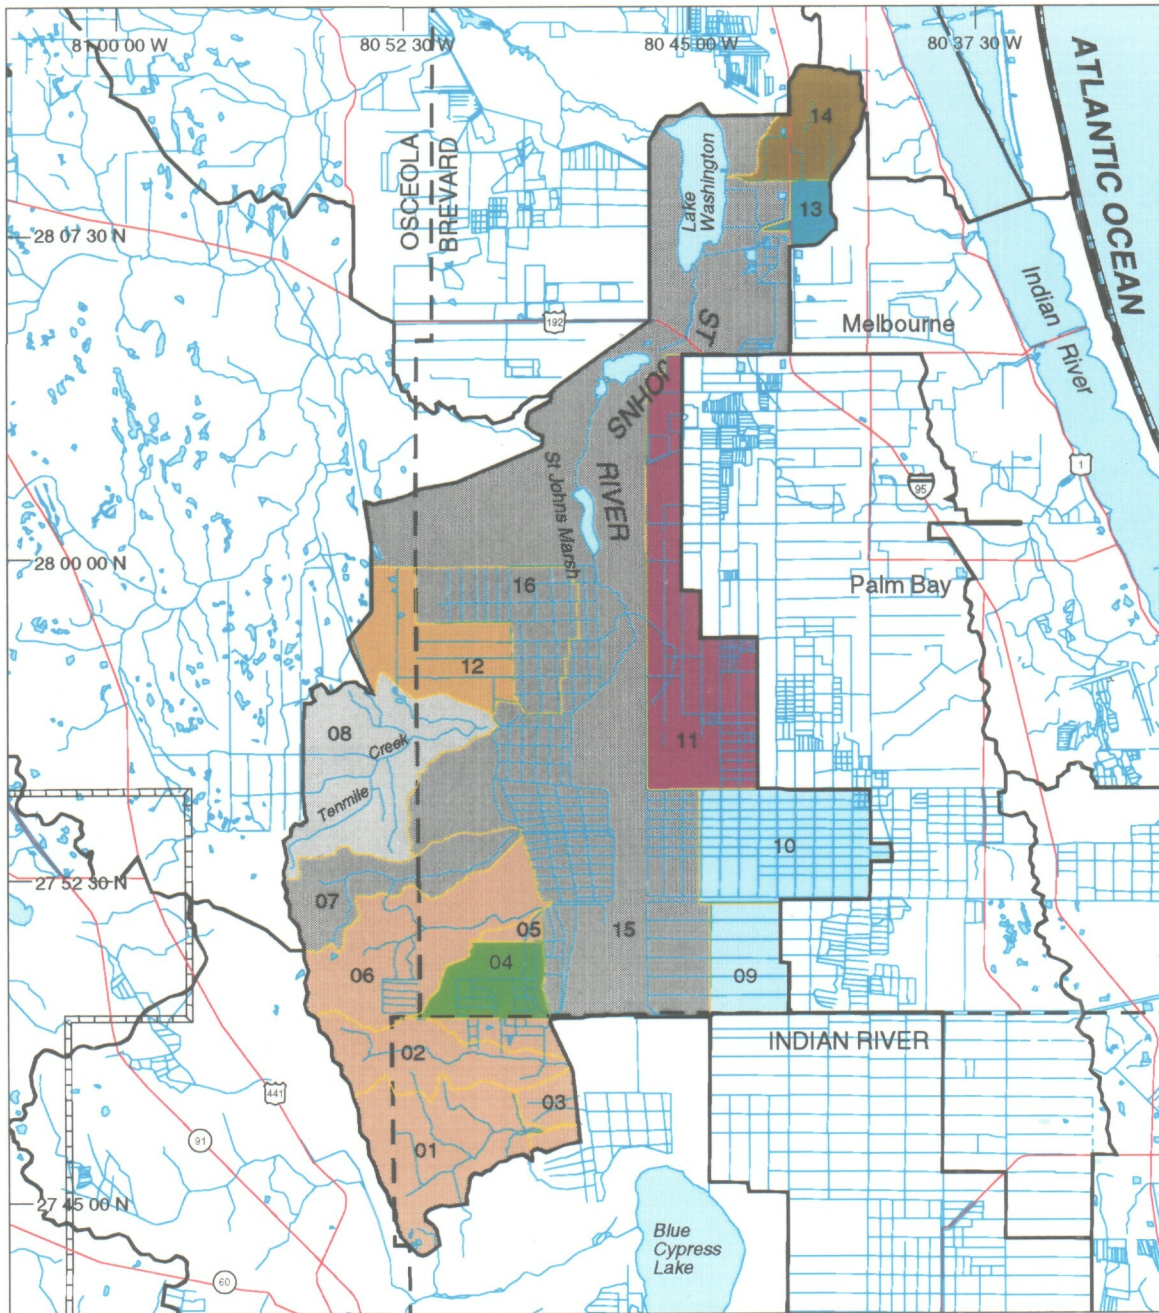 81 00 00 W
80 52 30 W
80 45 00 W
80 37 30 W
ATLANTIC OCEAN
14
OSCEOLA
BREVARD
Lake
Washington
13
28 07 30 N
Indian
River
192
ST
Melbourne
JOHNS
1
St Johns Marsh
RIVER
95
28 00 00 N
16
Palm Bay
12
08
Creek
11
Tenmile
10
27 52 30 N
07
05
15
04
06
09
INDIAN RIVER
02
441
03
91
01
27 45 00 N
Blue
Cypress
Lake
60